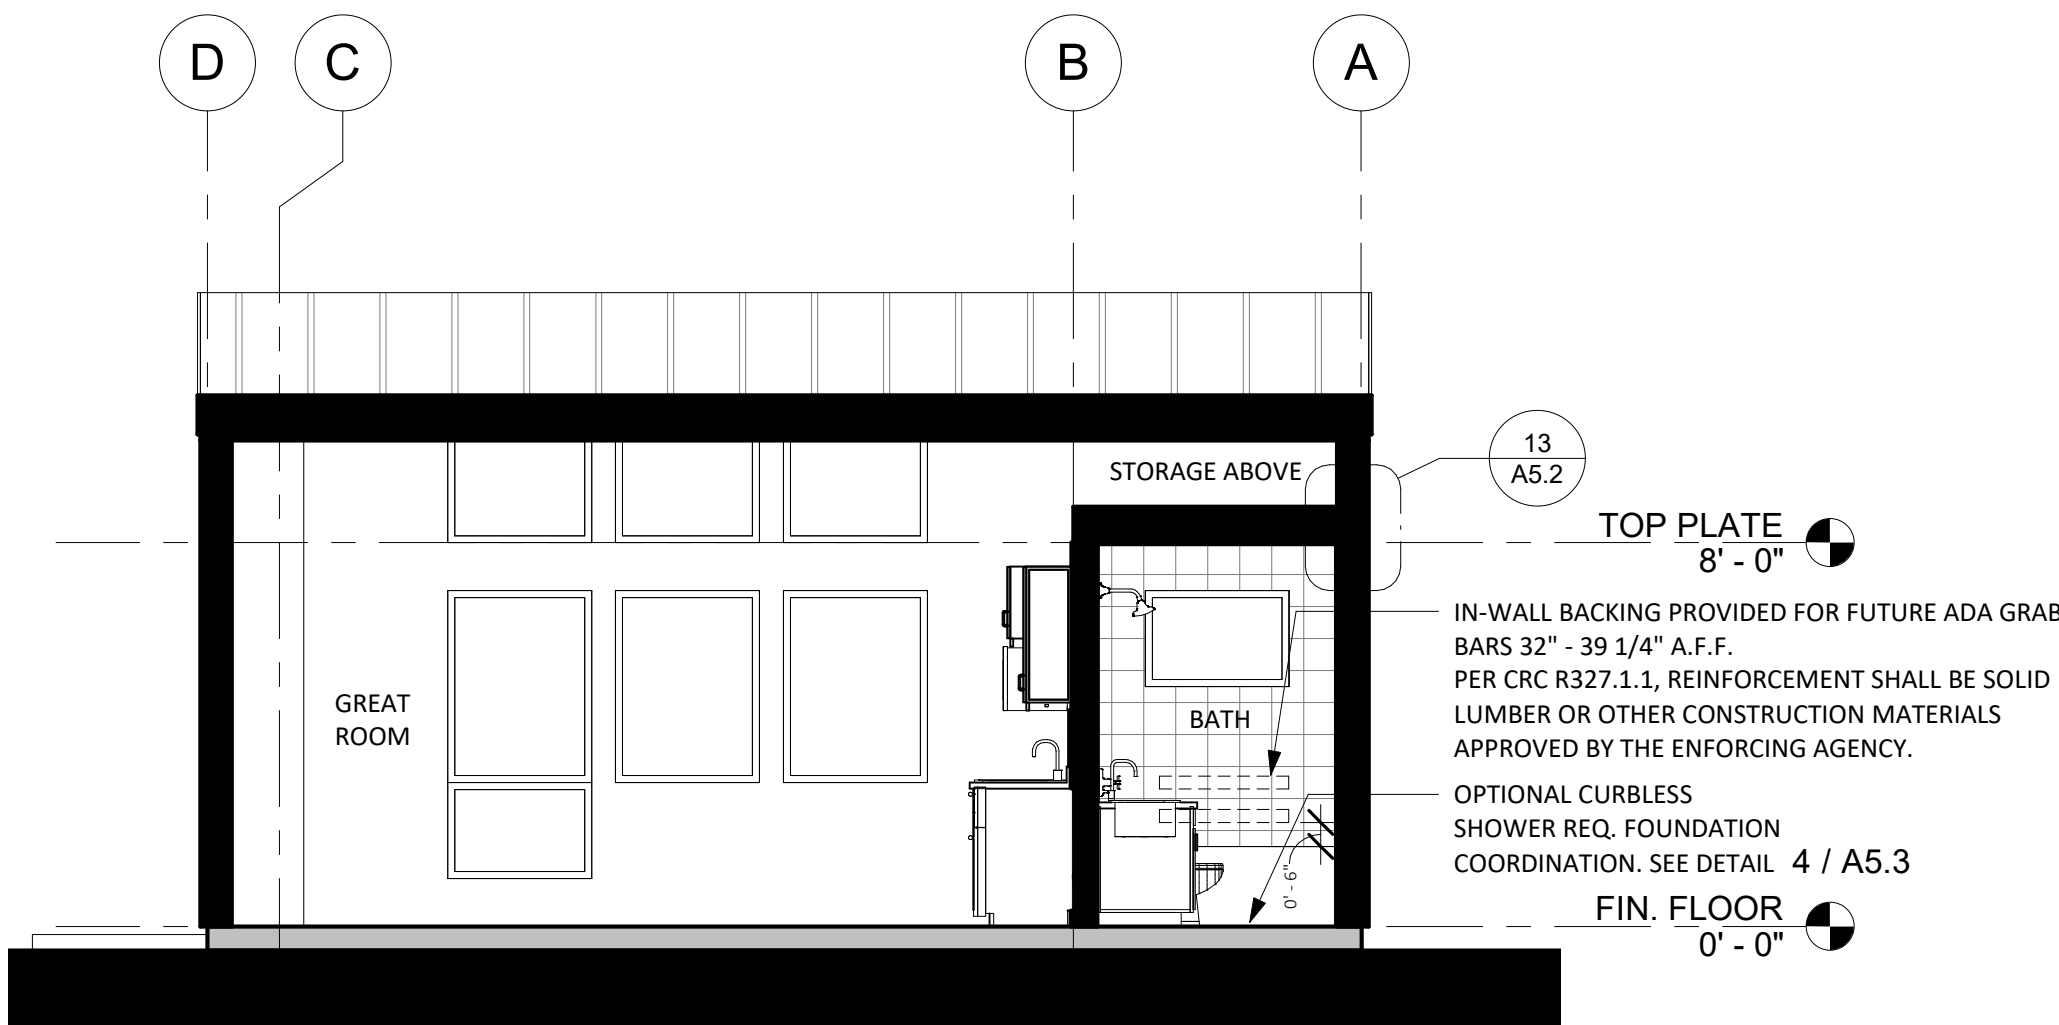 D
C
B
A
13
A5.2
STORAGE ABOVE
TOP PLATE
8' - 0"
IN-WALL BACKING PROVIDED FOR FUTURE ADA GRAB
BARS 32" - 39 1/4" A.F.F.
PER CRC R327.1.1, REINFORCEMENT SHALL BE SOLID
LUMBER OR OTHER CONSTRUCTION MATERIALS
APPROVED BY THE ENFORCING AGENCY.
GREAT
ROOM
BATH
OPTIONAL CURBLESS
SHOWER REQ. FOUNDATION
COORDINATION. SEE DETAIL 4 / A5.3
0' - 6"
FIN. FLOOR
0' - 0"